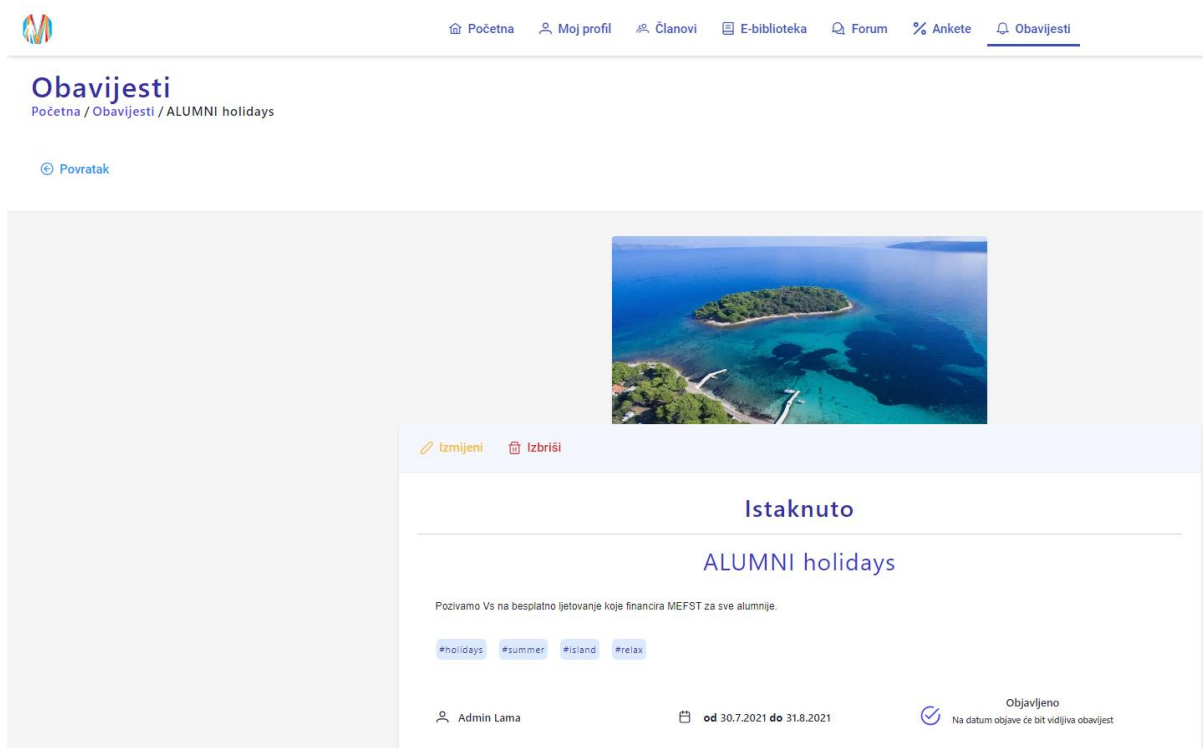 Početna Moj profil Članovi E-biblioteka Forum Ankete Obavijesti
Obavijesti
Početna / Obavijesti / ALUMNI holidays
Povratak
Izmijeni Izbriši
Istaknuto
ALUMNI holidays
Pozivamo Vs na besplatno ljetovanje koje financira MEFST za sve alumnije.
#holidays #summer #island #relax
Admin Lama od 30.7.2021 do 31.8.2021 Objavljeno
Na datum objave će bit vidljiva obavijest